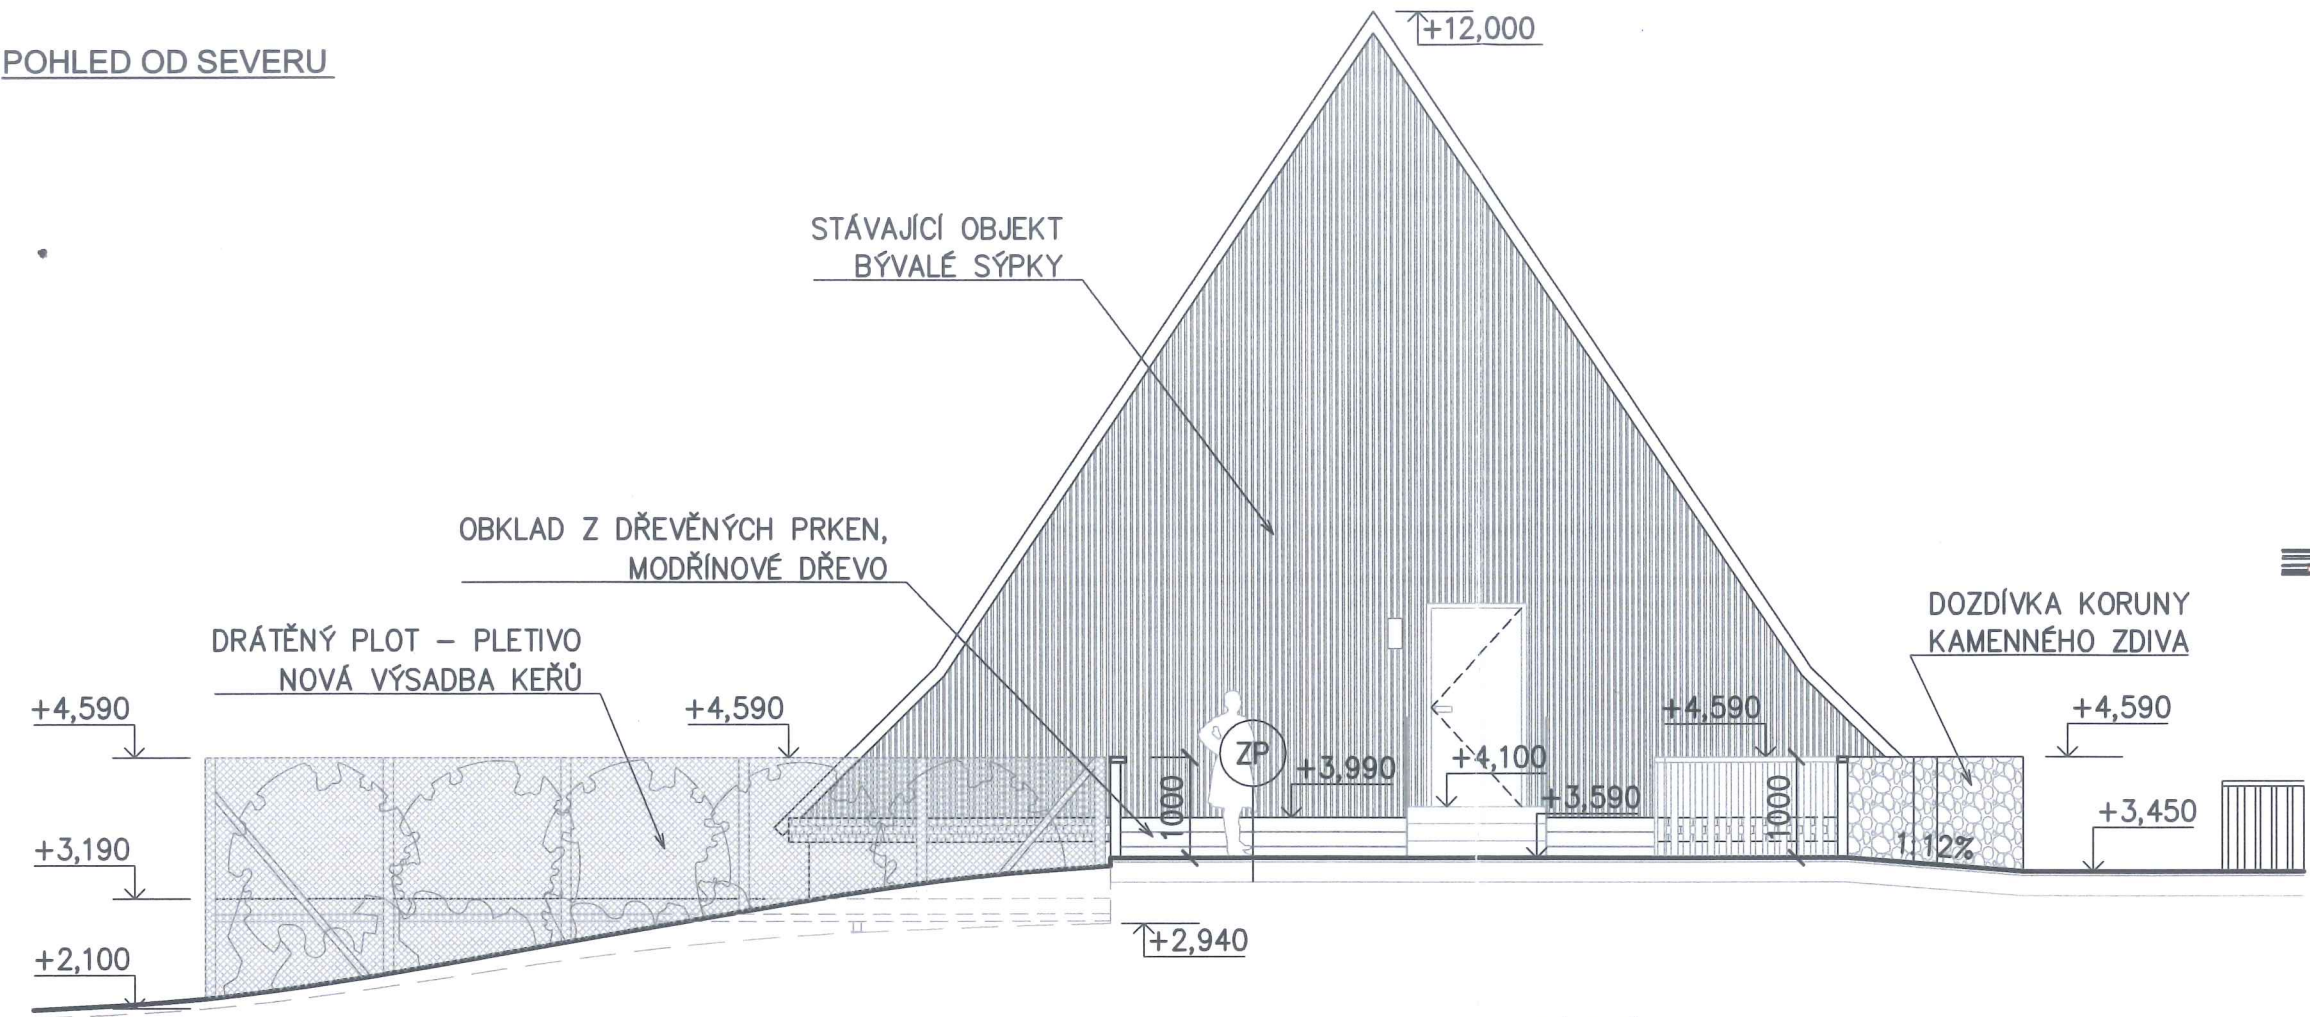 POHLED OD SEVERU
+12,000
STÁVAJÍCÍ OBJEKT
BÝVALÉ SÝPKY
OBKLAD Z DŘEVĚNÝCH PRKEN,
MODŘÍNOVÉ DŘEVO
DRÁTĚNÝ PLOT – PLETIVO
NOVÁ VÝSADBA KEŘŮ
DOZDÍVKA KORUNY
KAMENNÉHO ZDIVA
+4,590
+4,590
+4,590
+4,590
ZP
+3,990
+4,100
+3,590
1000
1000
+3,450
1:12%
+3,190
+2,940
+2,100